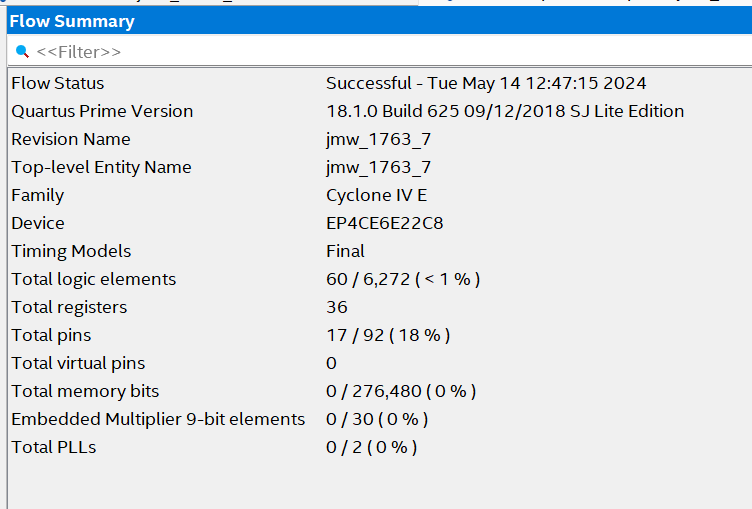 Flow Summary
<<Filter>>
Flow Status Successful - Tue May 14 12:47:15 2024
Quartus Prime Version 18.1.0 Build 625 09/12/2018 SJ Lite Edition
Revision Name jmw_1763_7
Top-level Entity Name jmw_1763_7
Family Cyclone IV E
Device EP4CE6E22C8
Timing Models Final
Total logic elements 60 / 6,272 ( < 1 % )
Total registers 36
Total pins 17 / 92 ( 18 % )
Total virtual pins 0
Total memory bits 0 / 276,480 ( 0 % )
Embedded Multiplier 9-bit elements 0 / 30 ( 0 % )
Total PLLs 0 / 2 ( 0 % )